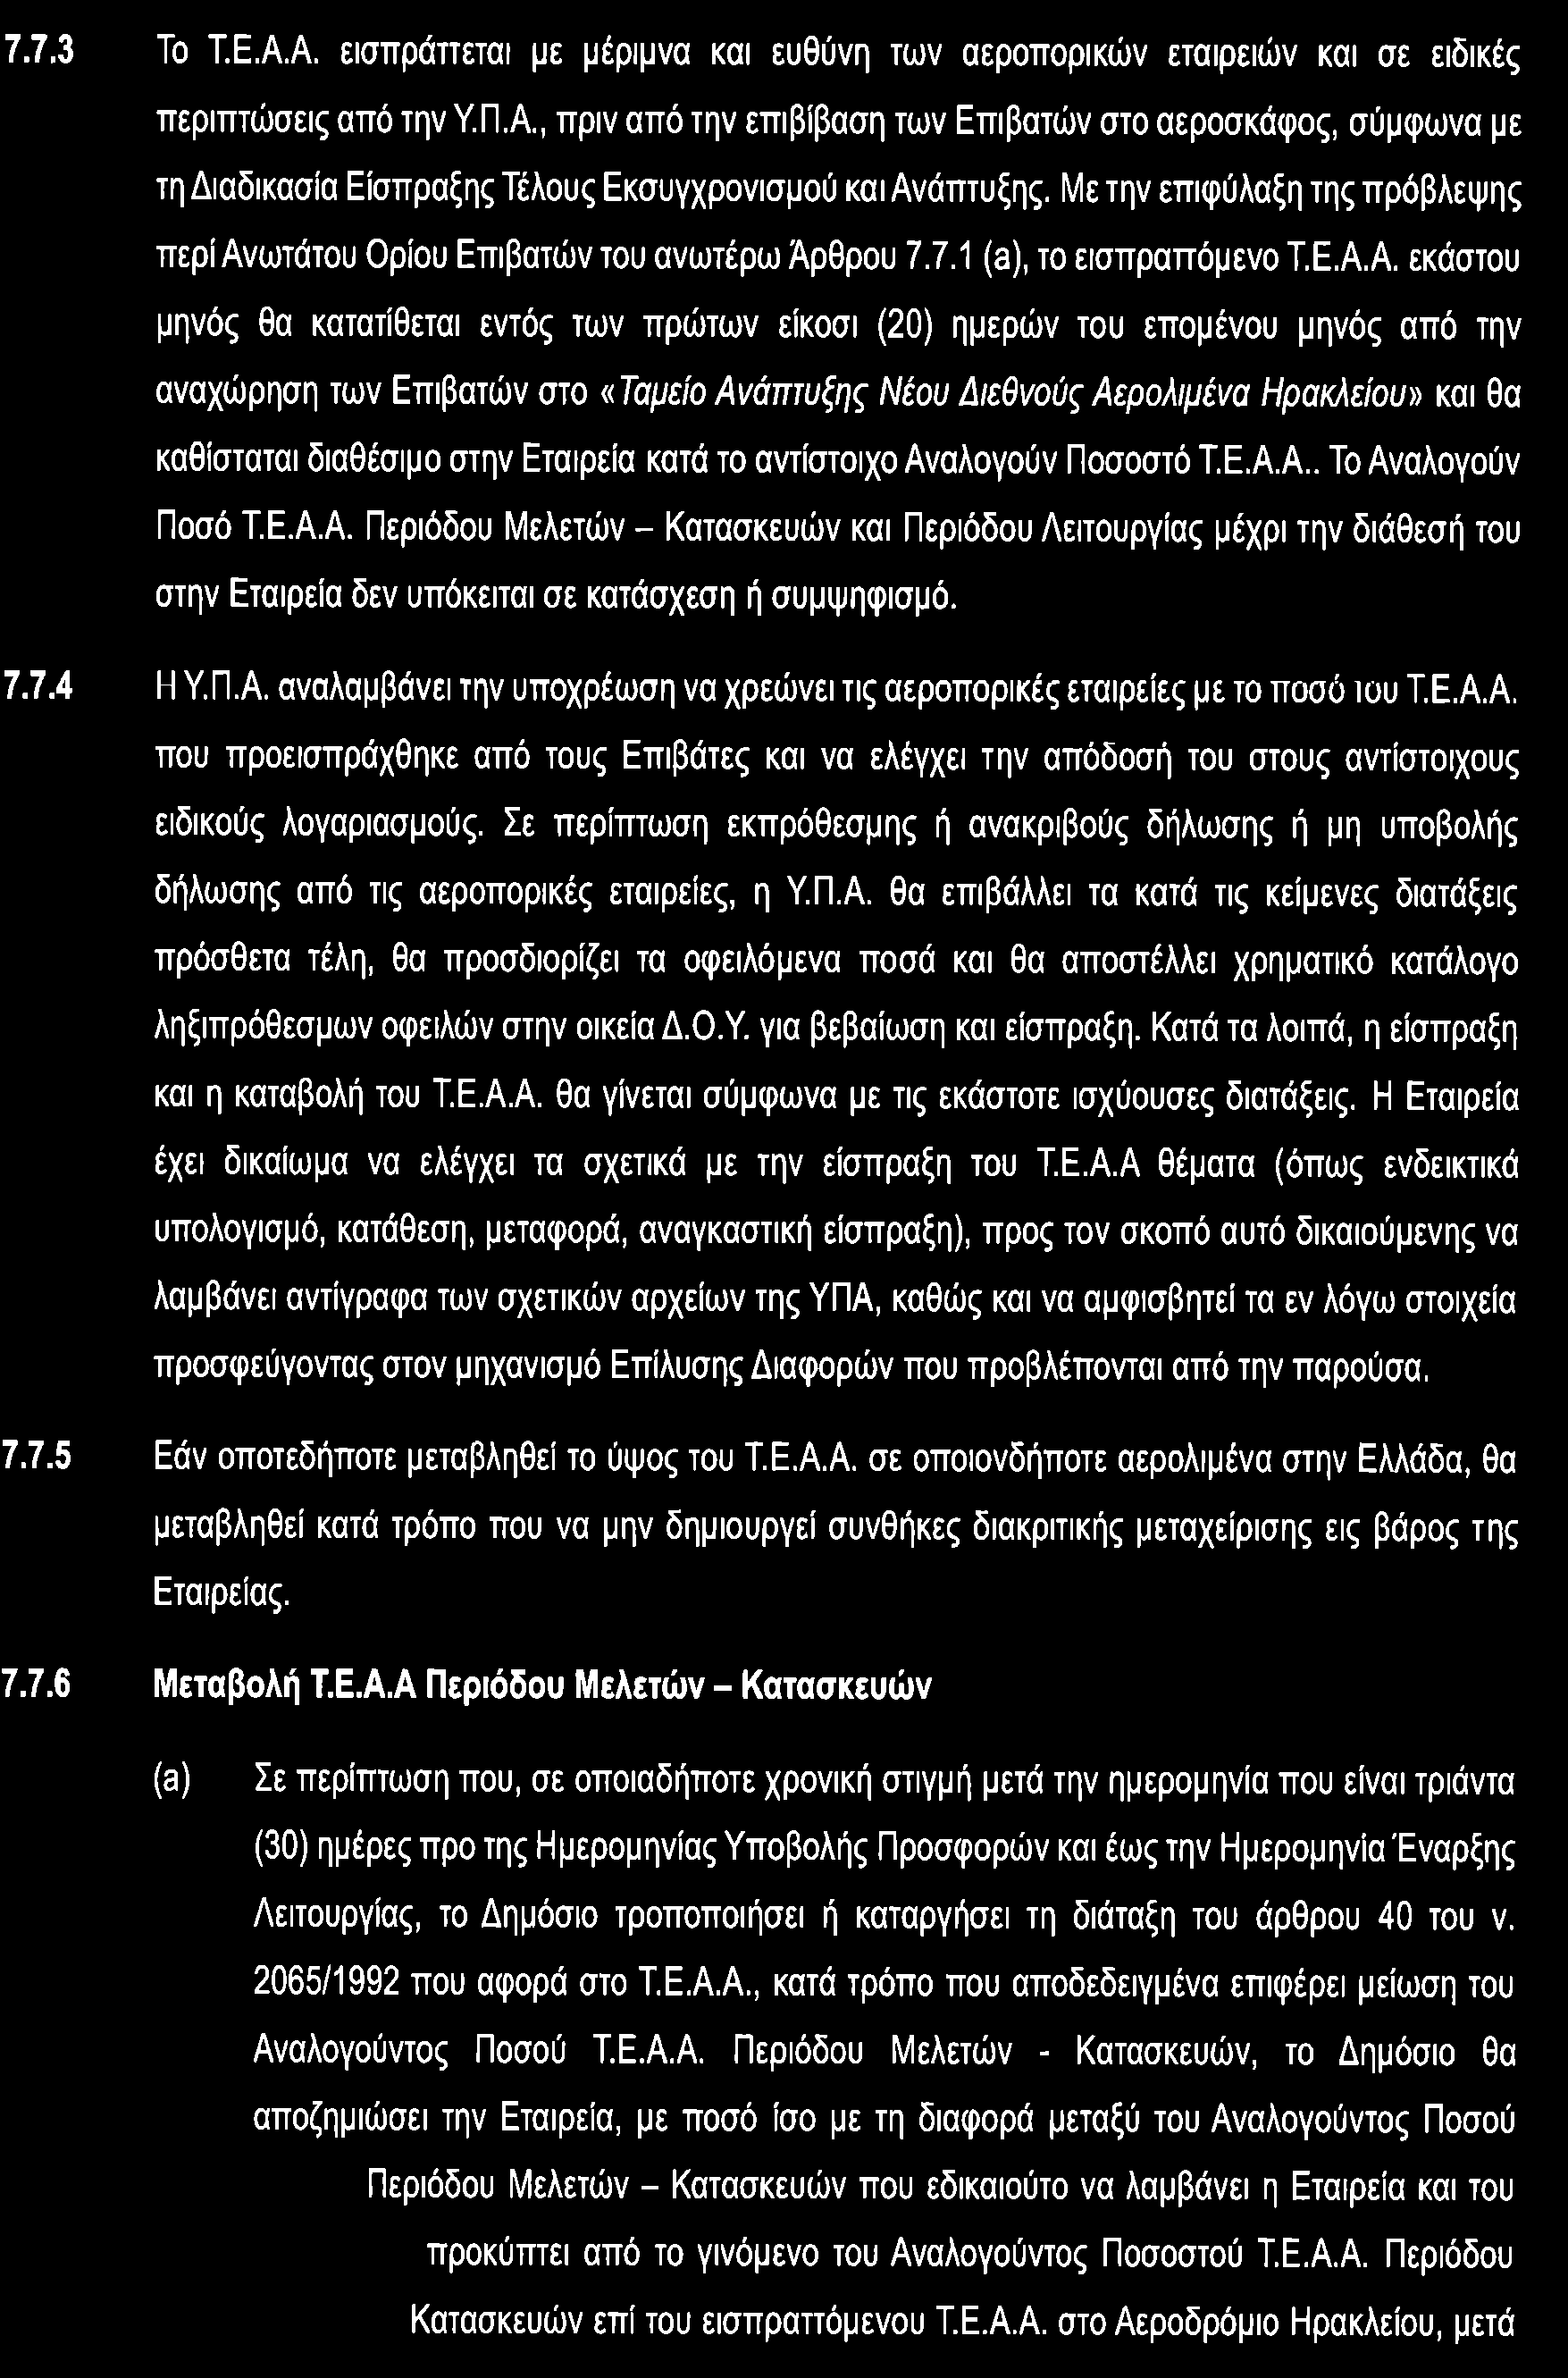 7.7.3 Το Τ.Ε.Α.Α. εισπράττεται με μέριμνα και ευθύνη των αεροπορικών εταιρειών και σε ειδικές
περιπτώσεις από την Υ.Π.Α., πριν από την επιβίβαση των Επιβατών στο αεροσκάφος, σύμφωνα με
τη Διαδικασία Είσπραξης Τέλους Εκσυγχρονισμού και Ανάπτυξης. Με την επιφύλαξη της πρόβλεψης
περί Ανωτάτου Ορίου Επιβατών του ανωτέρω Άρθρου 7.7.1 (a), το εισπραττόμενο Τ.Ε.Α.Α. εκάστου
μηνός θα κατατίθεται εντός των πρώτων είκοσι (20) ημερών του επομένου μηνός από την
αναχώρηση των Επιβατών στο «Ταμείο Ανάπτυξης Νέου Διεθνούς Αερολιμένα Ηρακλείου» και θα
καθίσταται διαθέσιμο στην Εταιρεία κατά το αντίστοιχο Αναλογούν Ποσοστό Τ.Ε.Α.Α.. Το Αναλογούν
Ποσό Τ.Ε.Α.Α. Περιόδου Μελετών – Κατασκευών και Περιόδου Λειτουργίας μέχρι την διάθεσή του
στην Εταιρεία δεν υπόκειται σε κατάσχεση ή συμψηφισμό.
7.7.4 Η Υ.Π.Α. αναλαμβάνει την υποχρέωση να χρεώνει τις αεροπορικές εταιρείες με το ποσό του Τ.Ε.Α.Α.
που προεισπράχθηκε από τους Επιβάτες και να ελέγχει την απόδοσή του στους αντίστοιχους
ειδικούς λογαριασμούς. Σε περίπτωση εκπρόθεσμης ή ανακριβούς δήλωσης ή μη υποβολής
δήλωσης από τις αεροπορικές εταιρείες, η Υ.Π.Α. θα επιβάλλει τα κατά τις κείμενες διατάξεις
πρόσθετα τέλη, θα προσδιορίζει τα οφειλόμενα ποσά και θα αποστέλλει χρηματικό κατάλογο
ληξιπρόθεσμων οφειλών στην οικεία Δ.Ο.Υ. για βεβαίωση και είσπραξη. Κατά τα λοιπά, η είσπραξη
και η καταβολή του Τ.Ε.Α.Α. θα γίνεται σύμφωνα με τις εκάστοτε ισχύουσες διατάξεις. Η Εταιρεία
έχει δικαίωμα να ελέγχει τα σχετικά με την είσπραξη του Τ.Ε.Α.Α θέματα (όπως ενδεικτικά
υπολογισμό, κατάθεση, μεταφορά, αναγκαστική είσπραξη), προς τον σκοπό αυτό δικαιούμενης να
λαμβάνει αντίγραφα των σχετικών αρχείων της ΥΠΑ, καθώς και να αμφισβητεί τα εν λόγω στοιχεία
προσφεύγοντας στον μηχανισμό Επίλυσης Διαφορών που προβλέπονται από την παρούσα.
7.7.5 Εάν οποτεδήποτε μεταβληθεί το ύψος του Τ.Ε.Α.Α. σε οποιονδήποτε αερολιμένα στην Ελλάδα, θα
μεταβληθεί κατά τρόπο που να μην δημιουργεί συνθήκες διακριτικής μεταχείρισης εις βάρος της
Εταιρείας.
7.7.6 Μεταβολή Τ.Ε.Α.Α Περιόδου Μελετών – Κατασκευών
(a) Σε περίπτωση που, σε οποιαδήποτε χρονική στιγμή μετά την ημερομηνία που είναι τριάντα
(30) ημέρες προ της Ημερομηνίας Υποβολής Προσφορών και έως την Ημερομηνία Έναρξης
Λειτουργίας, το Δημόσιο τροποποιήσει ή καταργήσει τη διάταξη του άρθρου 40 του ν.
2065/1992 που αφορά στο Τ.Ε.Α.Α., κατά τρόπο που αποδεδειγμένα επιφέρει μείωση του
Αναλογούντος Ποσού Τ.Ε.Α.Α. Περιόδου Μελετών - Κατασκευών, το Δημόσιο θα
αποζημιώσει την Εταιρεία, με ποσό ίσο με τη διαφορά μεταξύ του Αναλογούντος Ποσού
Περιόδου Μελετών – Κατασκευών που εδικαιούτο να λαμβάνει η Εταιρεία και του
προκύπτει από το γινόμενο του Αναλογούντος Ποσοστού Τ.Ε.Α.Α. Περιόδου
Κατασκευών επί του εισπραττόμενου Τ.Ε.Α.Α. στο Αεροδρόμιο Ηρακλείου, μετά